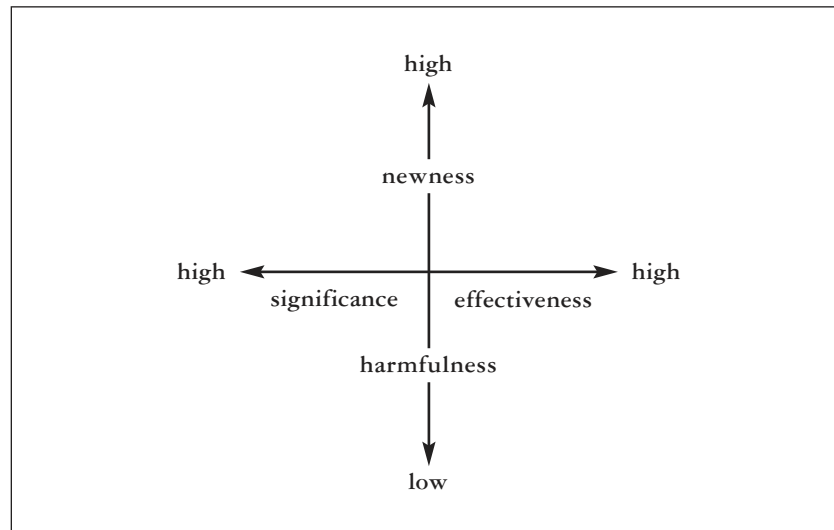 high
newness
high high
significance effectiveness
harmfulness
low